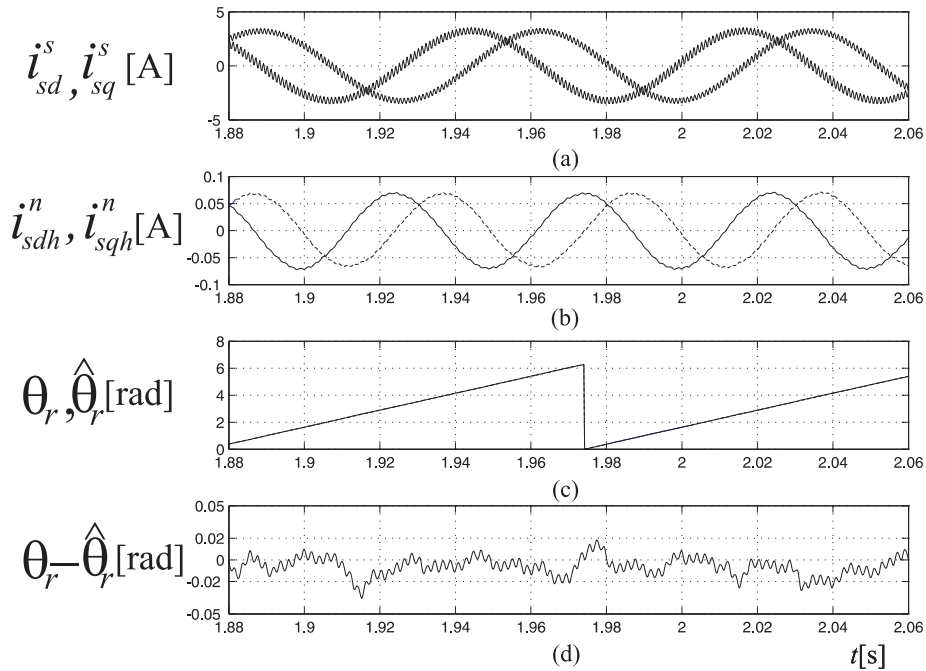 i^s_sd, i^s_sq [A]
5
0
-5
1.88 1.9 1.92 1.94 1.96 1.98 2 2.02 2.04 2.06
(a)
i^n_sdh, i^n_sqh [A]
0.1
0.05
0
-0.05
-0.1
1.88 1.9 1.92 1.94 1.96 1.98 2 2.02 2.04 2.06
(b)
θ_r, θ̂_r [rad]
8
6
4
2
0
1.88 1.9 1.92 1.94 1.96 1.98 2 2.02 2.04 2.06
(c)
θ_r – θ̂_r [rad]
0.05
0.02
0
-0.02
-0.05
1.88 1.9 1.92 1.94 1.96 1.98 2 2.02 2.04 2.06
(d) t[s]